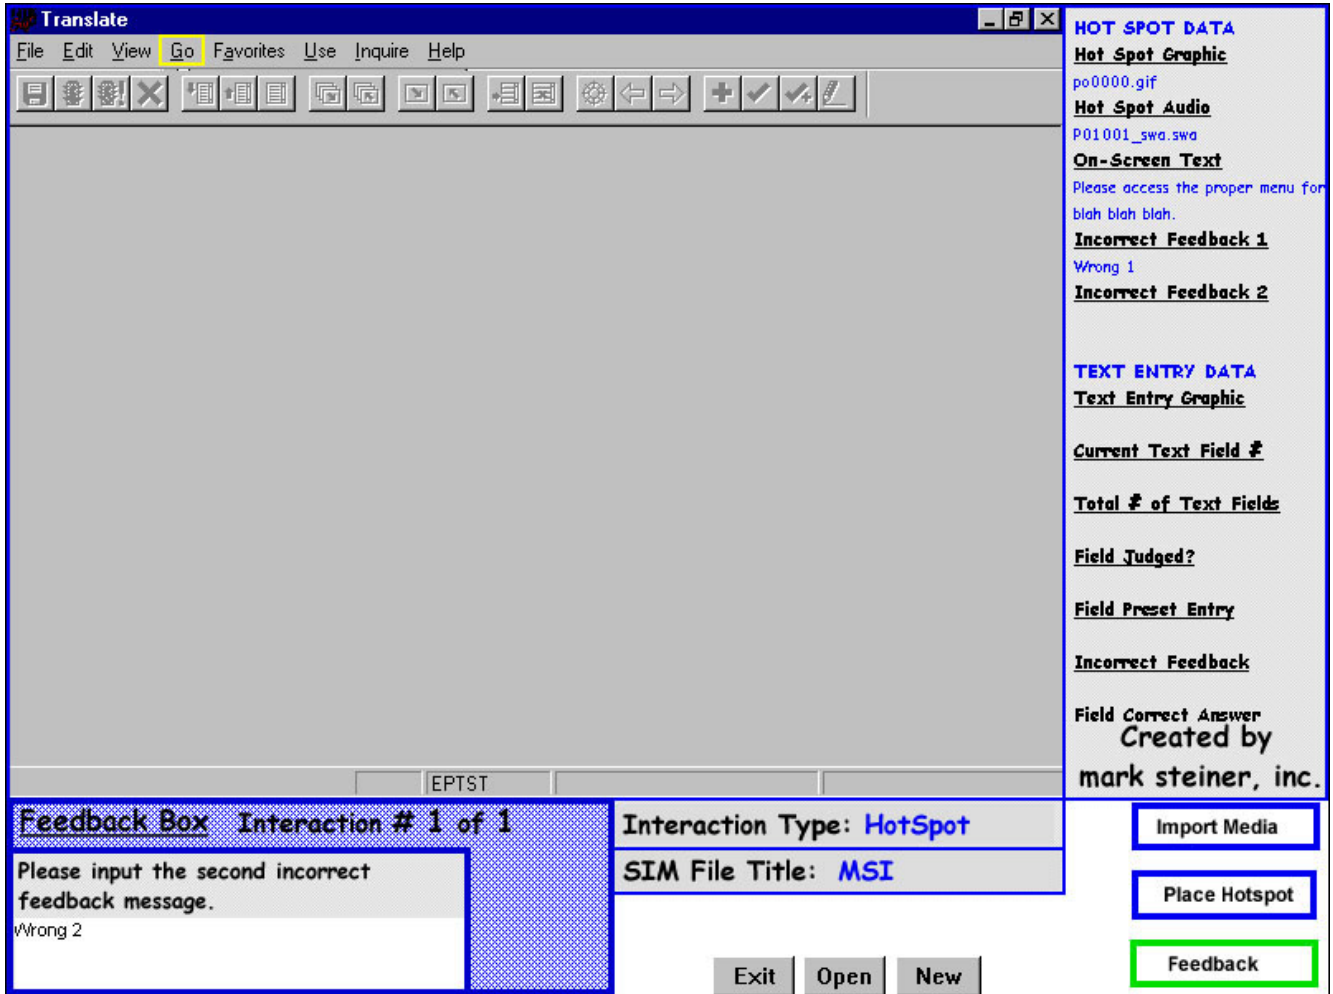 Translate
File Edit View Go Favorites Use Inquire Help
EPTST
HOT SPOT DATA
Hot Spot Graphic
po0000.gif
Hot Spot Audio
P01001_swa.swa
On-Screen Text
Please access the proper menu for
blah blah blah.
Incorrect Feedback 1
Wrong 1
Incorrect Feedback 2
TEXT ENTRY DATA
Text Entry Graphic
Current Text Field #
Total # of Text Fields
Field Judged?
Field Preset Entry
Incorrect Feedback
Field Correct Answer
Created by
mark steiner, inc.
Feedback Box Interaction # 1 of 1
Please input the second incorrect
feedback message.
Wrong 2
Interaction Type: HotSpot
SIM File Title: MSI
Exit Open New
Import Media
Place Hotspot
Feedback